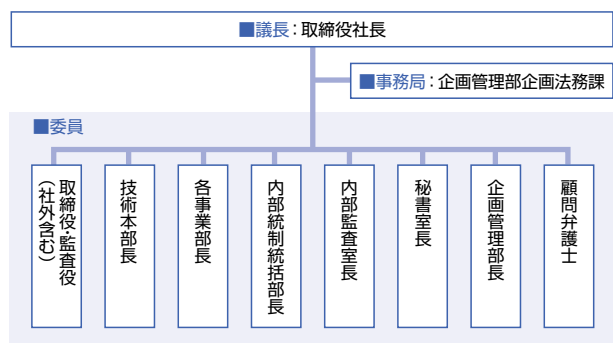 ■議長：取締役社長
■事務局：企画管理部企画法務課
■委員
取締役・監査役
（社外含む）
技術本部長
各事業部長
内部統制統括部長
内部監査室長
秘書室長
企画管理部長
顧問弁護士